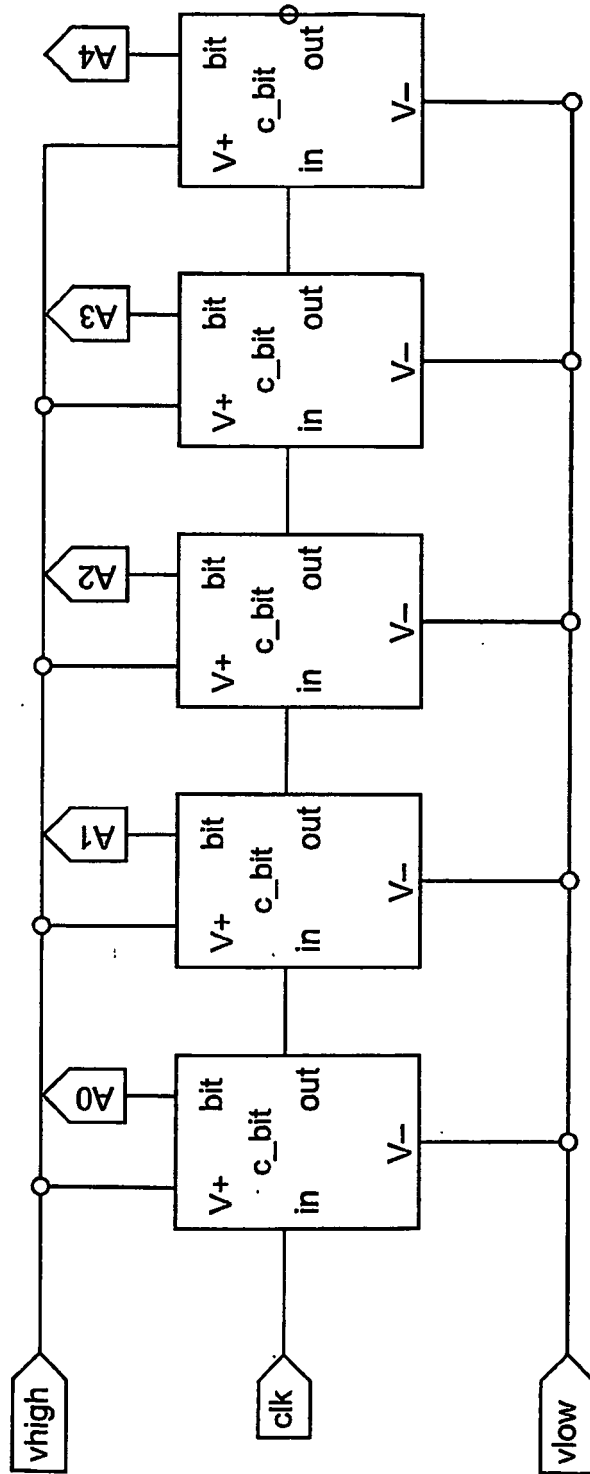 vhigh
clk
vlow
A0
V+
bit
c_bit
in
out
V–
A1
V+
bit
c_bit
in
out
V–
A2
V+
bit
c_bit
in
out
V–
A3
V+
bit
c_bit
in
out
V–
A4
V+
bit
c_bit
in
out
V–